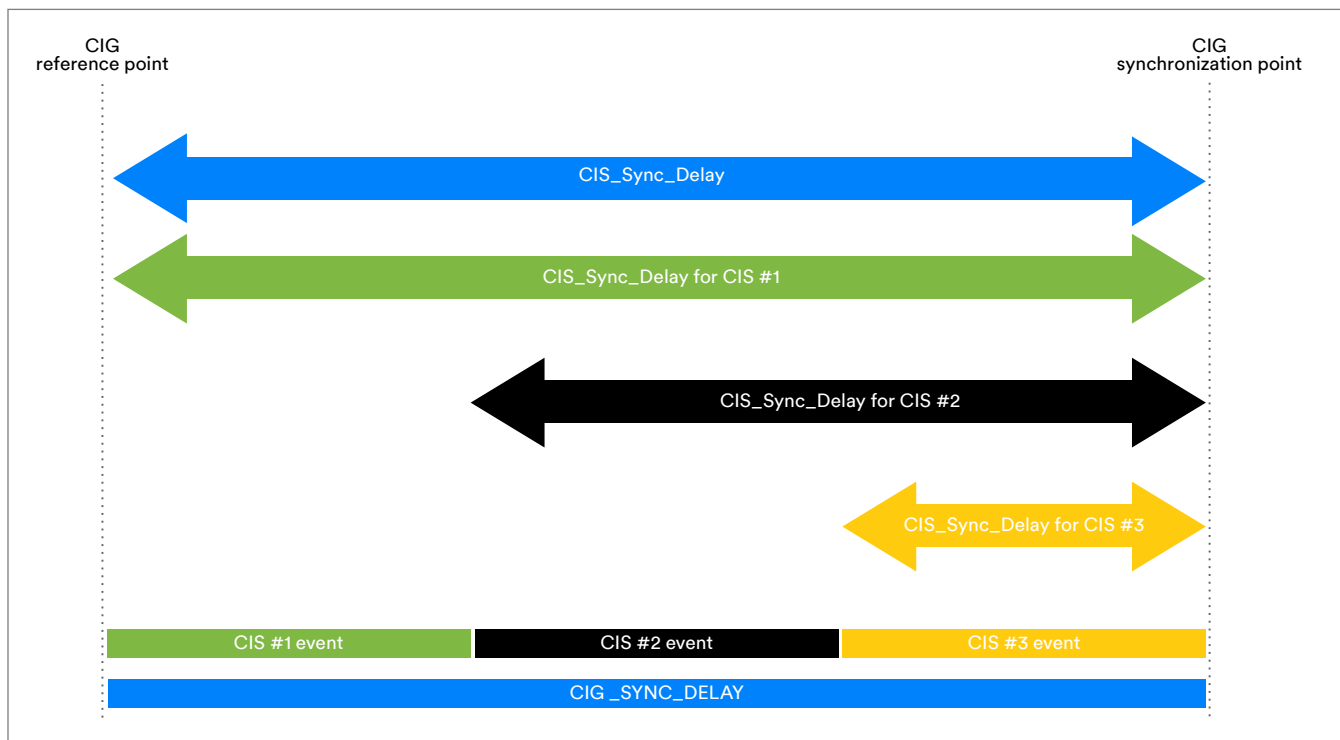 CIG
reference point
CIG
synchronization point
CIS_Sync_Delay
CIS_Sync_Delay for CIS #1
CIS_Sync_Delay for CIS #2
CIS_Sync_Delay for CIS #3
CIS #1 event
CIS #2 event
CIS #3 event
CIG _SYNC_DELAY